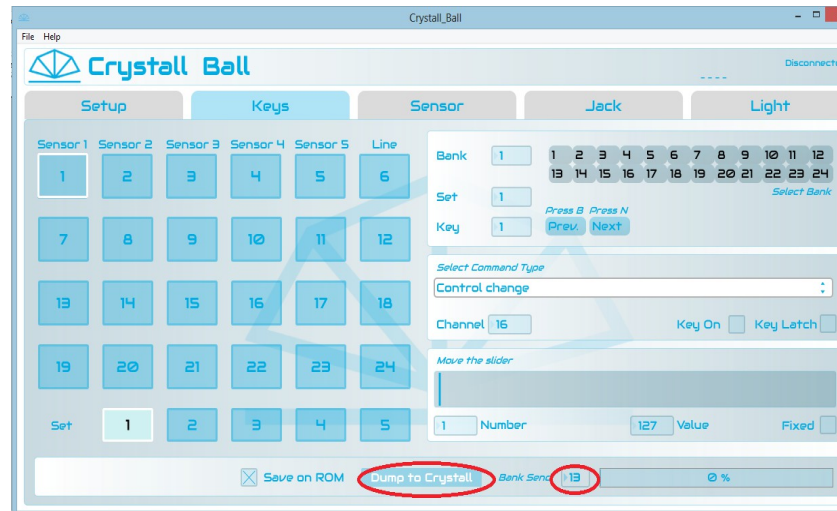 Crystall_Ball
File Help
Crystall Ball
Setup Keys Sensor Jack Light
Sensor 1 Sensor 2 Sensor 3 Sensor 4 Sensor 5 Line
1 2 3 4 5 6
7 8 9 10 11 12
13 14 15 16 17 18
19 20 21 22 23 24
Set 1 2 3 4 5
Bank 1 1 2 3 4 5 6 7 8 9 10 11 12
13 14 15 16 17 18 19 20 21 22 23 24
Select Bank
Set 1
Press B Press N
Key 1 Prev. Next
Select Command Type
Control change
Channel 16 Key On Key Latch
Move the slider
1 Number 127 Value Fixed
Save on ROM Dump to Crystall Bank Send 13 0 %